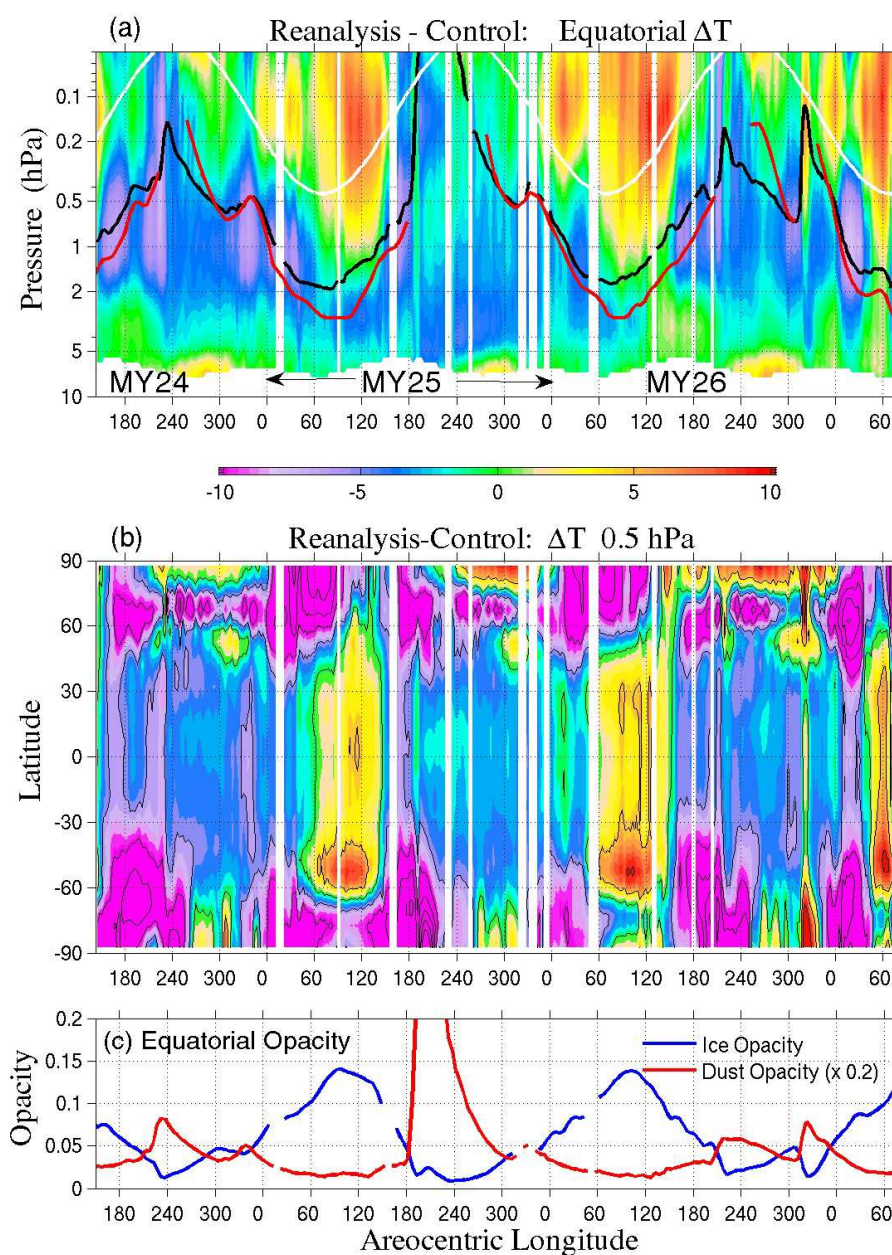 (a) Reanalysis - Control: Equatorial ΔT
Pressure (hPa)
0.1
0.2
0.5
1
2
5
10
MY24 MY25 MY26
180 240 300 0 60 120 180 240 300 0 60 120 180 240 300 0 60
-10 -5 0 5 10
(b) Reanalysis-Control: ΔT 0.5 hPa
Latitude
90
60
30
0
-30
-60
-90
180 240 300 0 60 120 180 240 300 0 60 120 180 240 300 0 60
(c) Equatorial Opacity
Ice Opacity
Dust Opacity (x 0.2)
Opacity
0.2
0.15
0.1
0.05
0
180 240 300 0 60 120 180 240 300 0 60 120 180 240 300 0 60
Areocentric Longitude